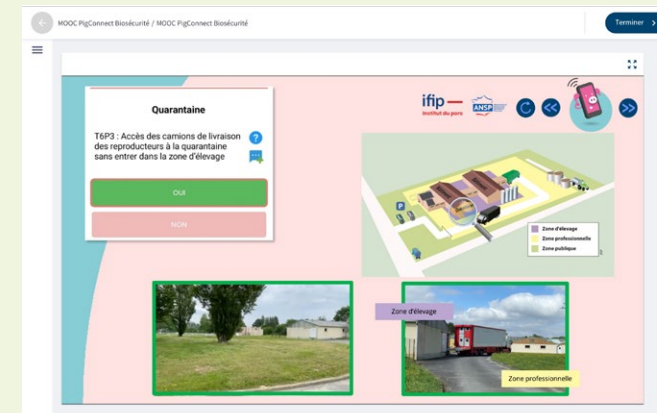 MOOC PigConnect Biosécurité / MOOC PigConnect Biosécurité
Terminer >
Quarantaine
T6P3 : Accès des camions de livraison
des reproducteurs à la quarantaine
sans entrer dans la zone d'élevage
?
OUI
NON
ifip
Institut du porc
ANSP
P
Zone d'élevage
Zone professionnelle
Zone publique
Zone d'élevage
Zone professionnelle